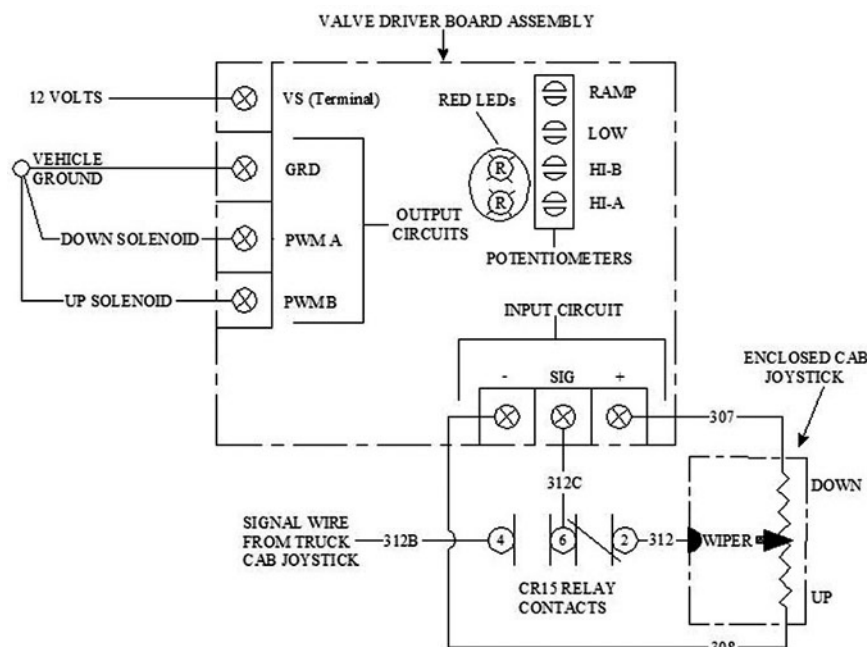 VALVE DRIVER BOARD ASSEMBLY
12 VOLTS
VS (Terminal)
RED LEDs
RAMP
LOW
HI-B
HI-A
VEHICLE
GROUND
GRD
R
R
DOWN SOLENOID
PWM A
OUTPUT
CIRCUITS
POTENTIOMETERS
UP SOLENOID
PWM B
INPUT CIRCUIT
ENCLOSED CAB
JOYSTICK
-
SIG
+
307
DOWN
312C
SIGNAL WIRE
FROM TRUCK
CAB JOYSTICK
312B
4
6
2
312
WIPER
CR15 RELAY
CONTACTS
UP
308